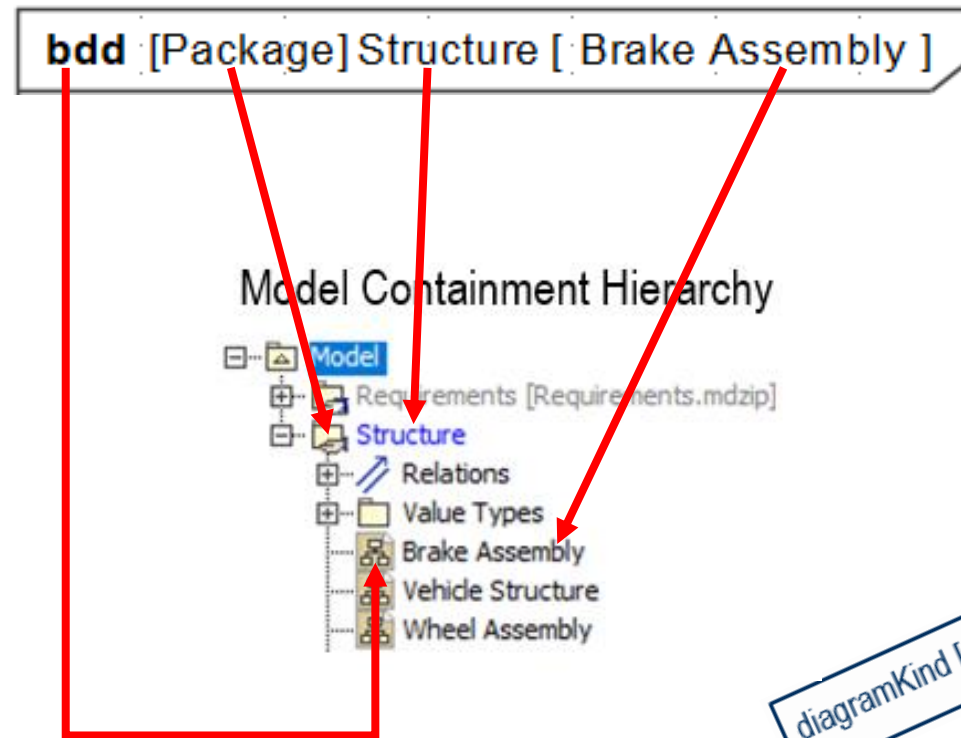 bdd [Package] Structure [ Brake Assembly ]
Model Containment Hierarchy
Model
Requirements [Requirements.mdzip]
Structure
Relations
Value Types
Brake Assembly
Vehicle Structure
Wheel Assembly
diagramKind [